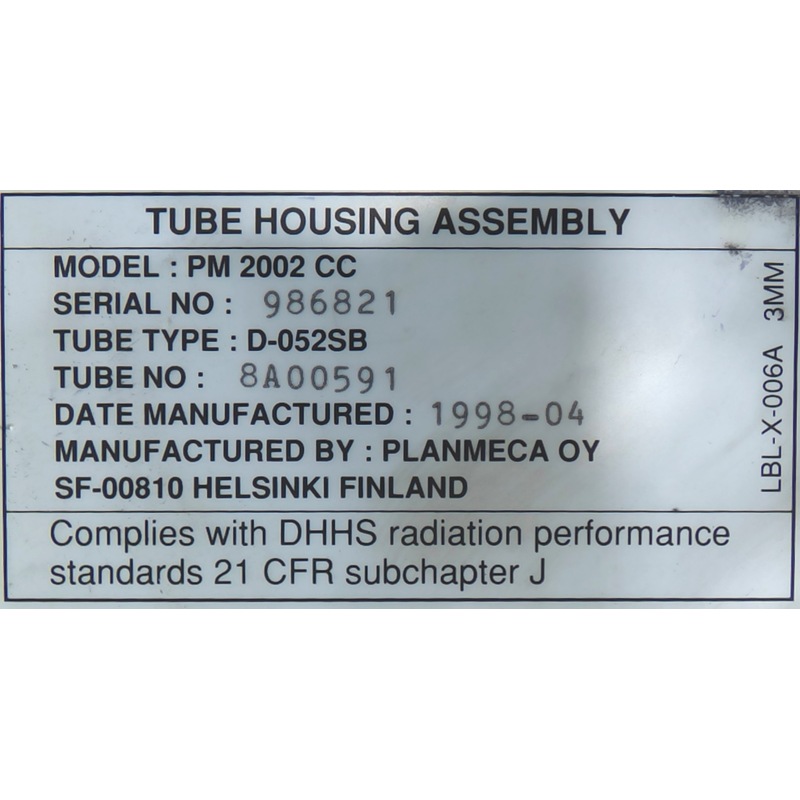 TUBE HOUSING ASSEMBLY
MODEL : PM 2002 CC
SERIAL NO : 986821
TUBE TYPE : D-052SB
TUBE NO : 8A00591
DATE MANUFACTURED : 1998-04
MANUFACTURED BY : PLANMECA OY
SF-00810 HELSINKI FINLAND
Complies with DHHS radiation performance
standards 21 CFR subchapter J
LBL-X-006A 3MM